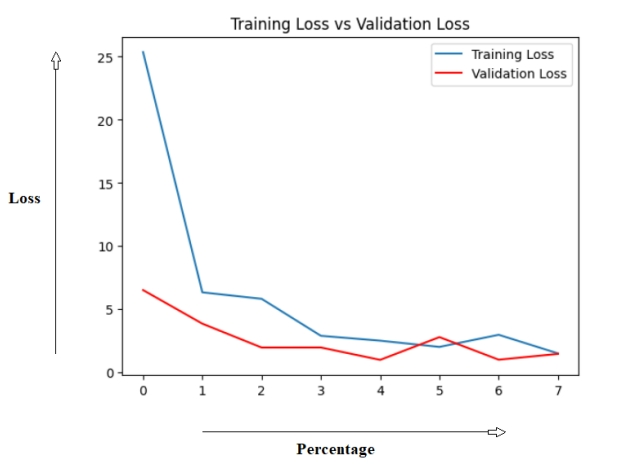 Training Loss vs Validation Loss
Training Loss
Validation Loss
25
20
15
10
5
0
Loss
0 1 2 3 4 5 6 7
Percentage